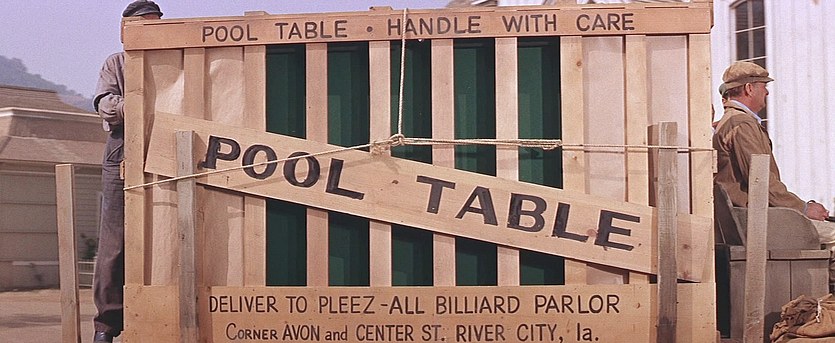 POOL TABLE • HANDLE WITH CARE
POOL TABLE
DELIVER TO PLEEZ-ALL BILLIARD PARLOR
CORNER AVON and CENTER ST. RIVER CITY, Ia.